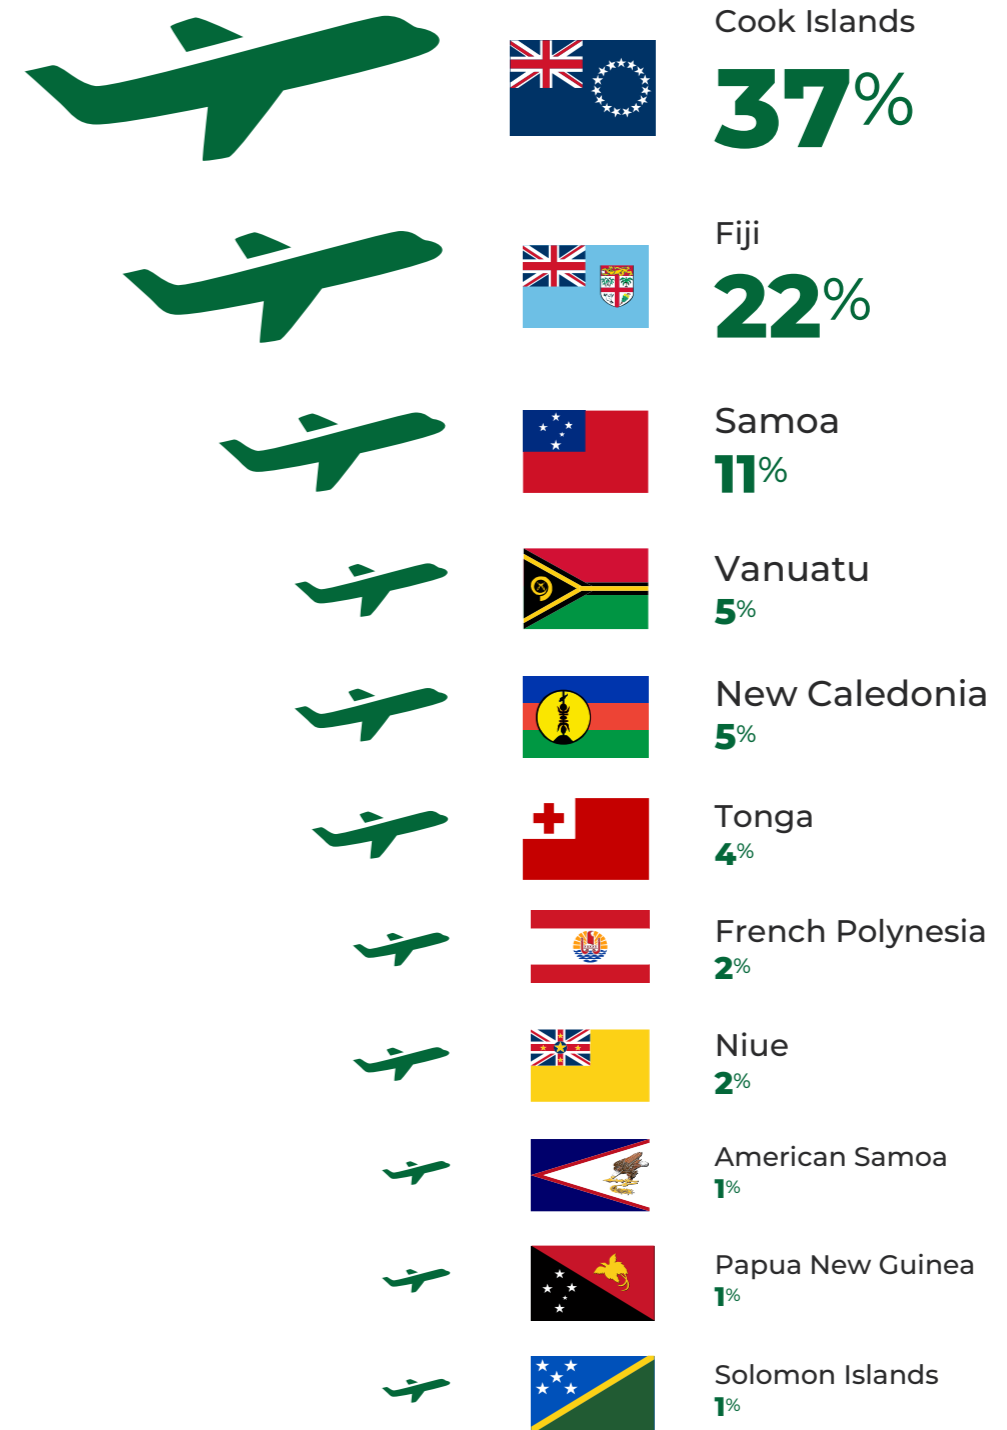 Cook Islands
37%
Fiji
22%
Samoa
11%
Vanuatu
5%
New Caledonia
5%
Tonga
4%
French Polynesia
2%
Niue
2%
American Samoa
1%
Papua New Guinea
1%
Solomon Islands
1%